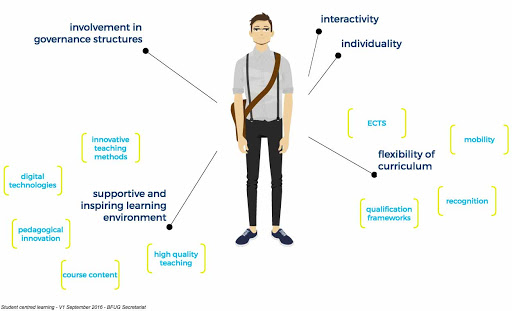 involvement in
governance structures
interactivity
individuality
ECTS
mobility
flexibility of
curriculum
qualification
frameworks
recognition
innovative
teaching
methods
digital
technologies
supportive and
inspiring learning
environment
pedagogical
innovation
high quality
teaching
course content
Student centred learning - V1 September 2016 - BFUG Secretariat